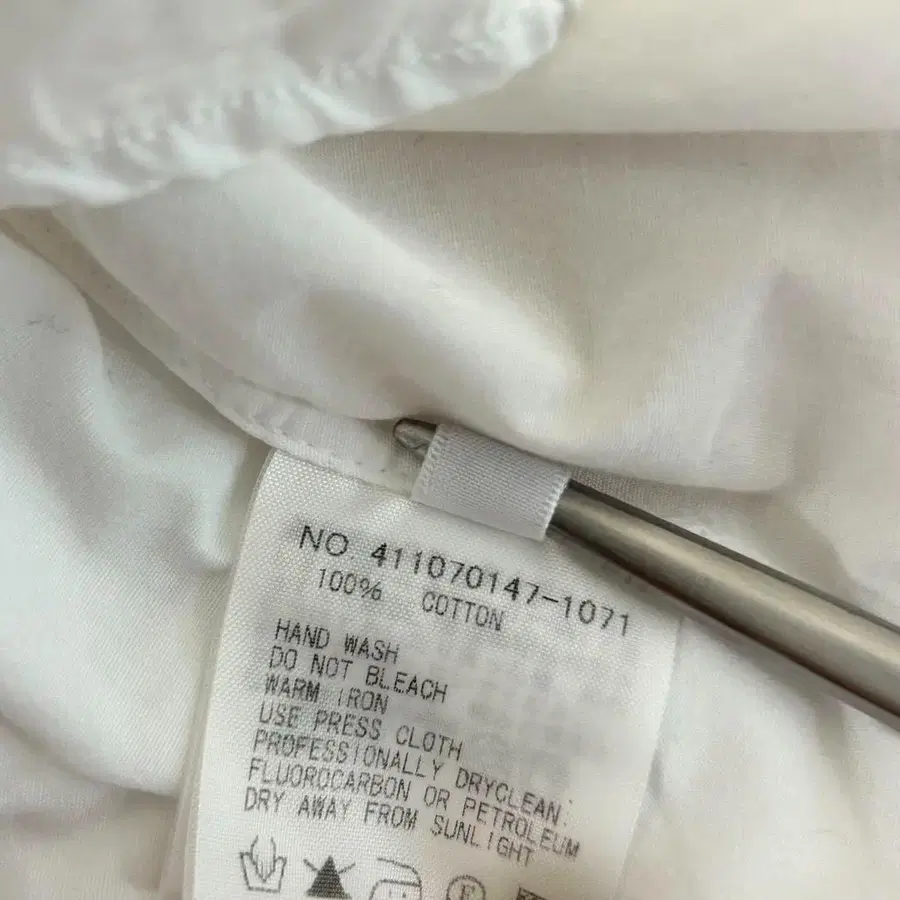 NO. 411070147-1071
100% COTTON
HAND WASH
DO NOT BLEACH
WARM IRON
USE PRESS CLOTH
PROFESSIONALLY DRYCLEAN:
FLUOROCARBON OR PETROLEUM
DRY AWAY FROM SUNLIGHT